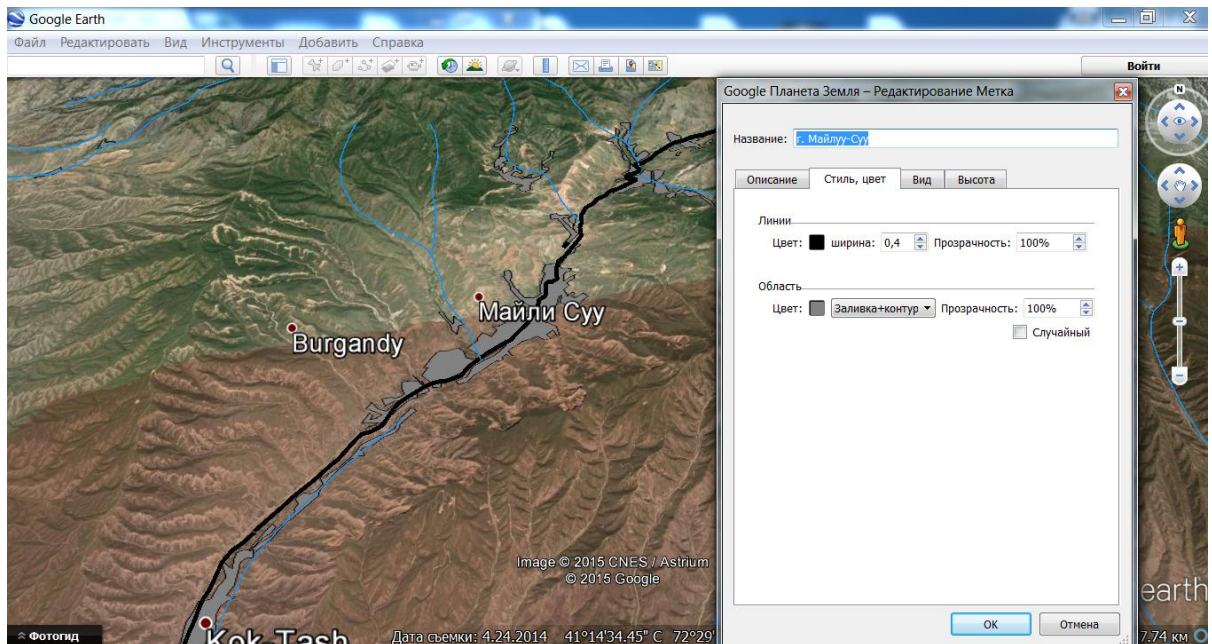 Google Earth
Файл Редактировать Вид Инструменты Добавить Справка
Войти
Google Планета Земля – Редактирование Метка
Название: г. Майлуу-Суу
Описание Стиль, цвет Вид Высота
Линии
Цвет: ширина: 0,4 Прозрачность: 100%
Область
Цвет: Заливка+контур Прозрачность: 100%
Случайный
ОК Отмена
N
Майли Суу
Burgandy
Kok Tash
Image © 2015 CNES / Astrium
© 2015 Google
earth
Фотогид
Дата съемки: 4.24.2014 41°14'34.45" С 72°29'
7.74 км